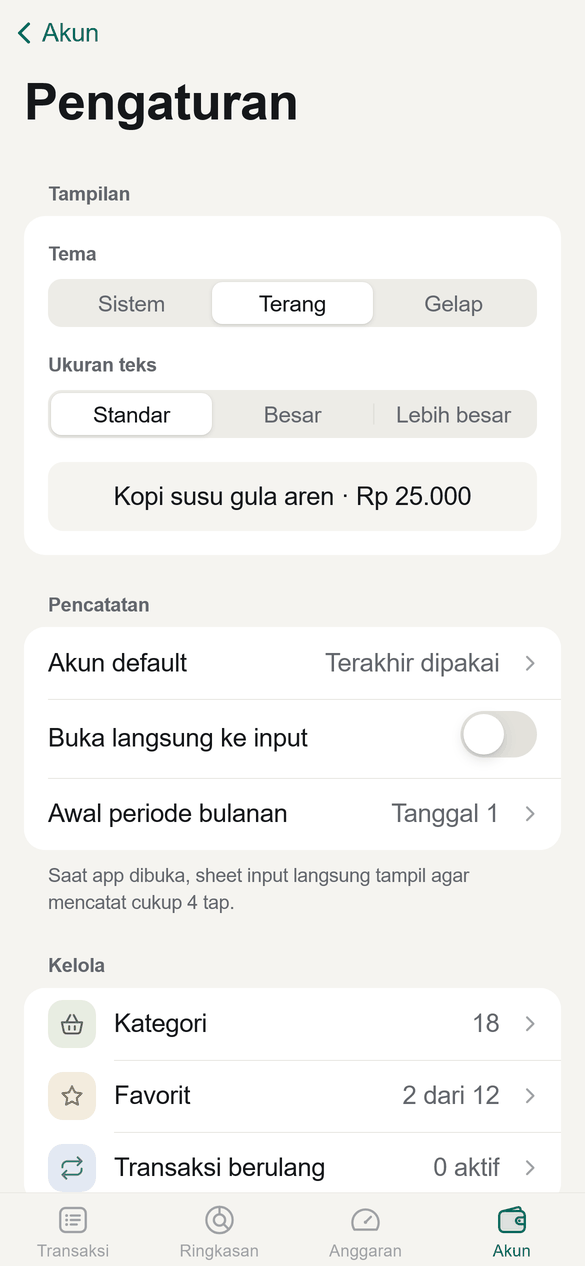 Akun
Pengaturan
Tampilan
Tema
Sistem Terang Gelap
Ukuran teks
Standar Besar Lebih besar
Kopi susu gula aren · Rp 25.000
Pencatatan
Akun default Terakhir dipakai
Buka langsung ke input
Awal periode bulanan Tanggal 1
Saat app dibuka, sheet input langsung tampil agar
mencatat cukup 4 tap.
Kelola
Kategori 18
Favorit 2 dari 12
Transaksi berulang 0 aktif
Transaksi Ringkasan Anggaran Akun